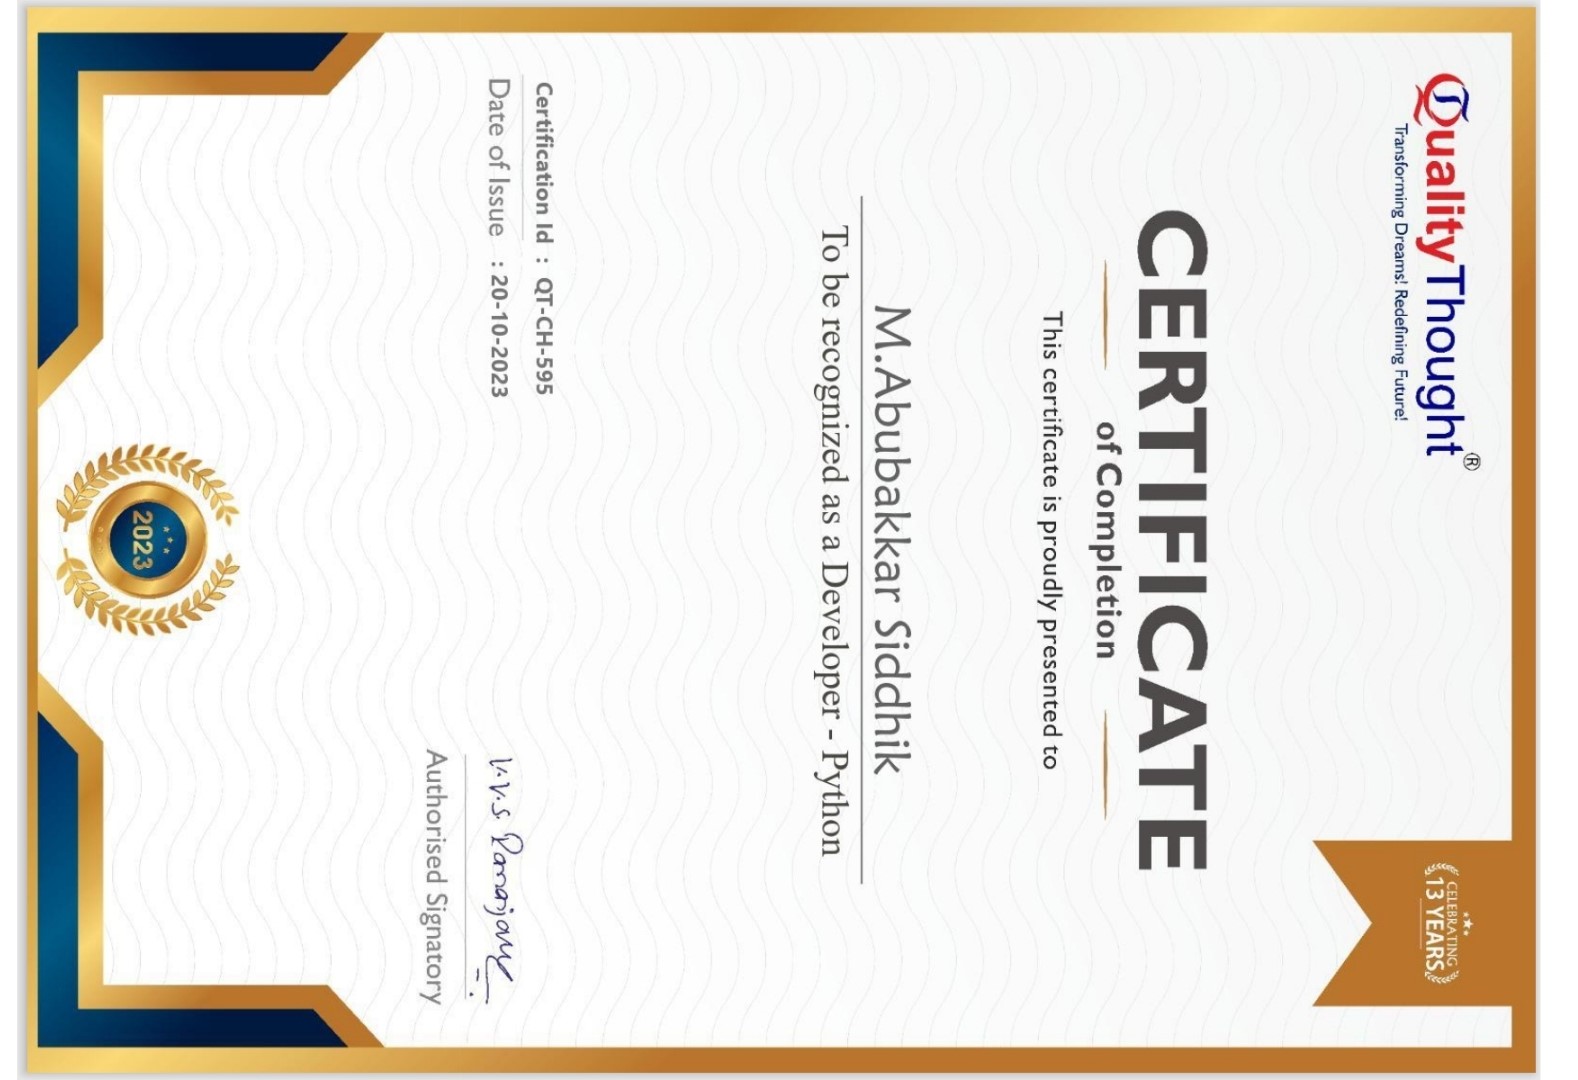 QualityThought®
Transforming Dreams! Redefining Future!
CELEBRATING
13 YEARS
CERTIFICATE
of Completion
This certificate is proudly presented to
M.Abubakkar Siddhik
To be recognized as a Developer - Python
Certification Id : QT-CH-595
Date of Issue : 20-10-2023
K.V.S. Ramanjaney
Authorised Signatory
2023